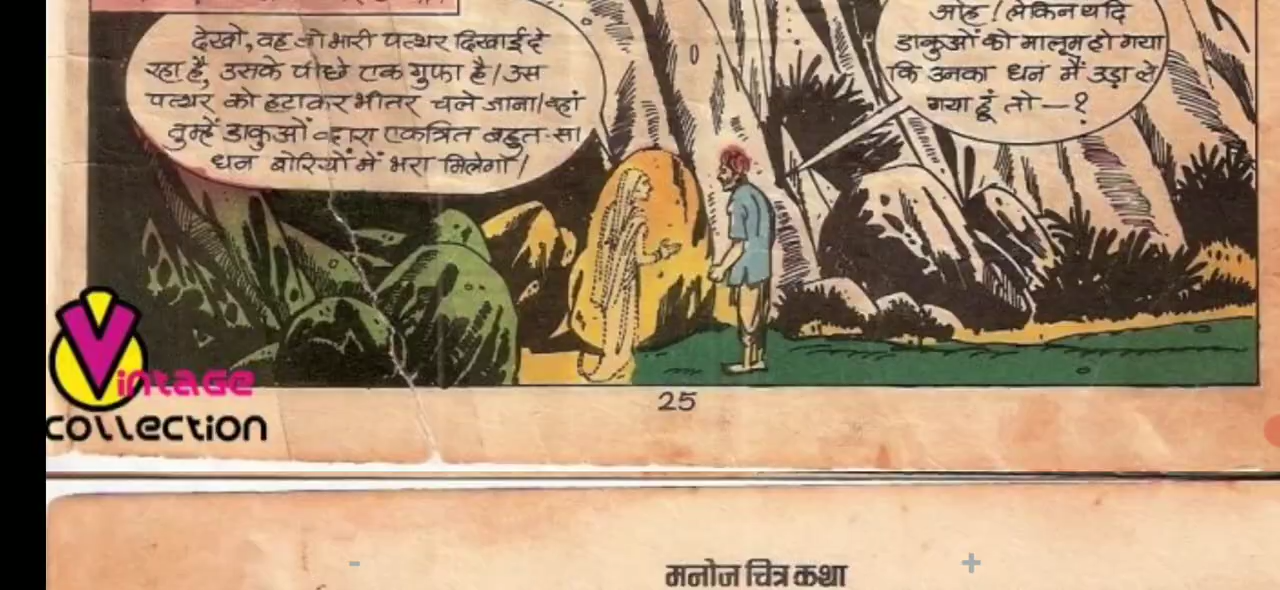 देखो, वह जो भारी पत्थर दिखाई दे
रहा है, उसके पीछे एक गुफा है। उस
पत्थर को हटाकर भीतर चले जाना। वहां
तुम्हें डाकुओं द्वारा एकत्रित बहुत-सा
धन बोरियों में भरा मिलेगा।
ओह! लेकिन यदि
डाकुओं को मालूम हो गया
कि उनका धन मैं उड़ा ले
गया हूं तो—?
Vintage
collection
25
मनोज चित्र कथा